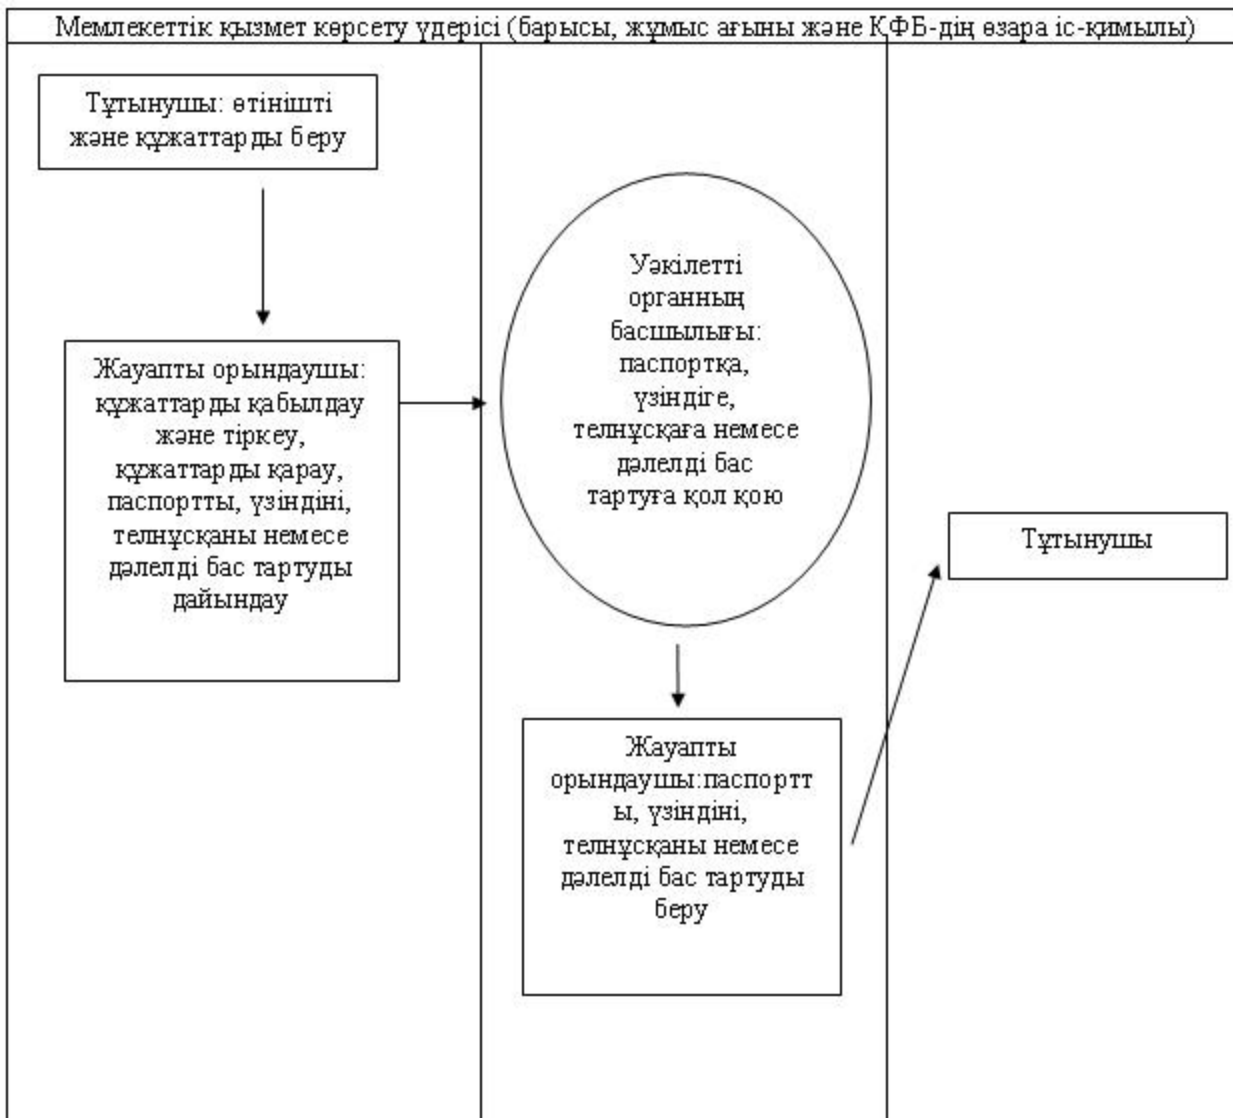 Мемлекеттік қызмет көрсету үдерісі (барысы, жұмыс ағыны және ҚФБ-дің өзара іс-қимылы)
Тұтынушы: өтінішті
және құжаттарды беру
Жауапты орындаушы:
құжаттарды қабылдау
және тіркеу,
құжаттарды қарау,
паспортты, үзіндіні,
телнұсқаны немесе
дәлелді бас тартуды
дайындау
Уәкілетті
органның
басшылығы:
паспортқа,
үзіндіге,
телнұсқаға немесе
дәлелді бас
тартуға қол қою
Жауапты
орындаушы:паспортт
ы, үзіндіні,
телнұсқаны немесе
дәлелді бас тартуды
беру
Тұтынушы